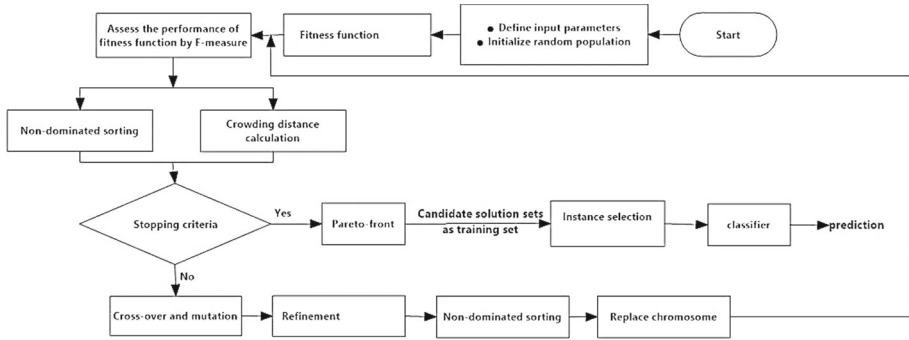 Start
● Define input parameters
● Initialize random population
Fitness function
Assess the performance of
fitness function by F-measure
Non-dominated sorting
Crowding distance
calculation
Stopping criteria
Yes
Pareto-front
Candidate solution sets
as training set
Instance selection
classifier
prediction
No
Cross-over and mutation
Refinement
Non-dominated sorting
Replace chromosome